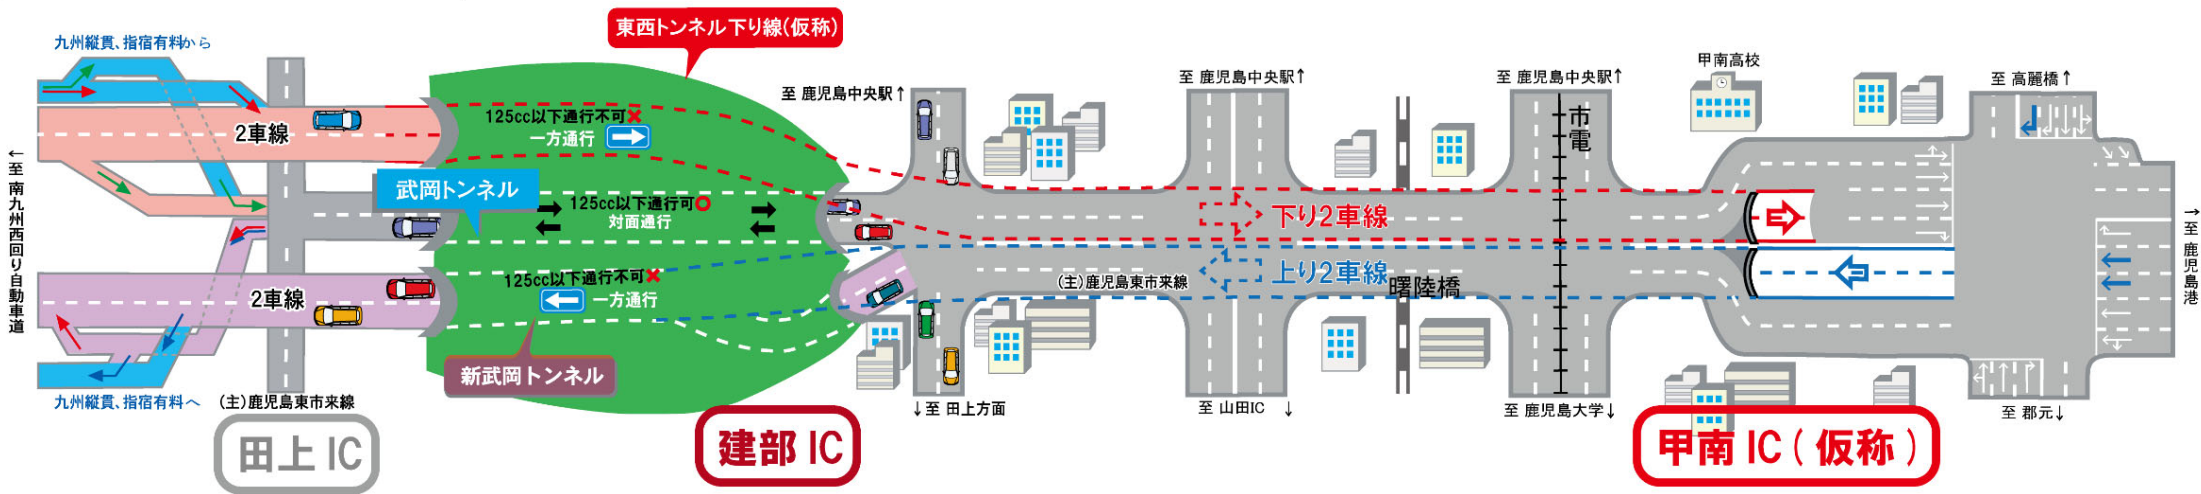 東西トンネル下り線(仮称)
九州縦貫、指宿有料から
2車線
125cc以下通行不可
一方通行
至 鹿児島中央駅↑
至 鹿児島中央駅↑
至 鹿児島中央駅↑
市電
甲南高校
至 高麗橋↑
←至 南九州西回り自動車道
武岡トンネル
125cc以下通行可
対面通行
下り2車線
下
→至 鹿児島港
2車線
125cc以下通行不可
一方通行
(主)鹿児島東市来線
上り2車線
曙陸橋
上
新武岡トンネル
九州縦貫、指宿有料へ
(主)鹿児島東市来線
↓至 田上方面
至 山田IC ↓
至 鹿児島大学↓
至 郡元↓
田上 IC
建部 IC
甲南 IC ( 仮称 )